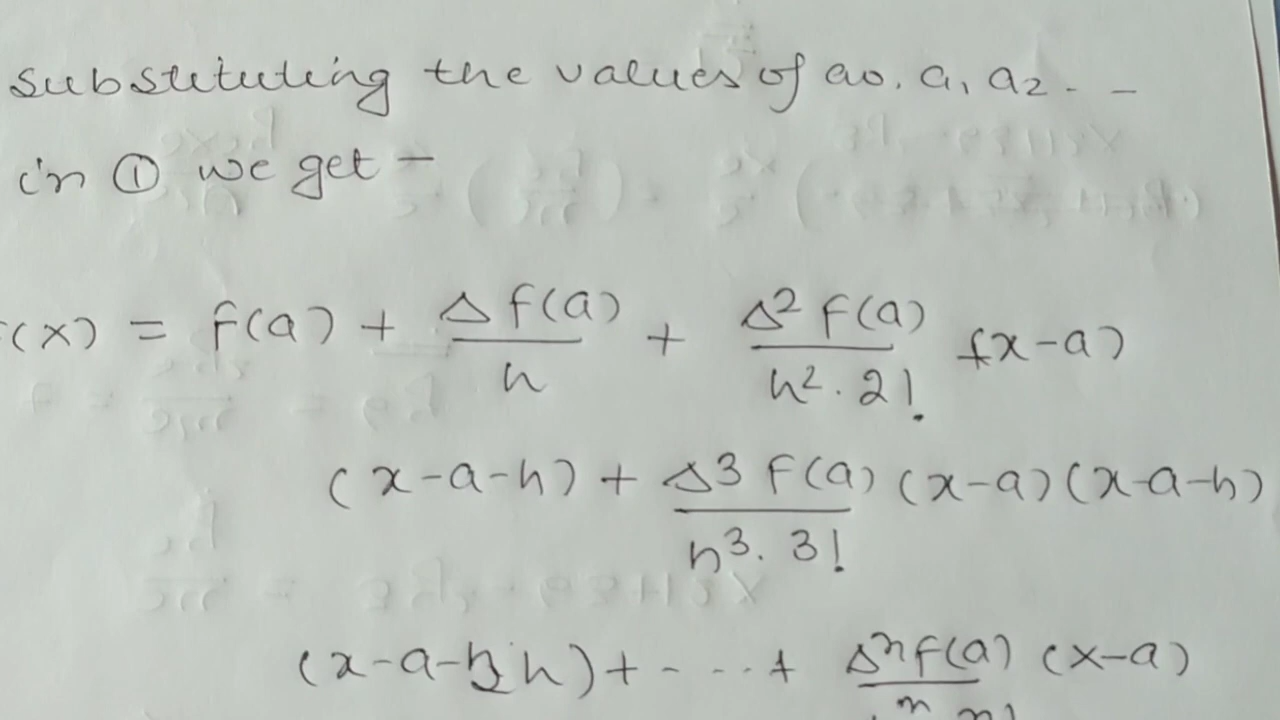 substituting the values of a0, a1 a2 - -
in ① we get -
(x) = f(a) + Δf(a)/h + Δ²f(a)/h².2! (x-a)
(x-a-h) + Δ3 f(a)/h3. 3! (x-a)(x-a-h)
(x-a-2h) + - ... + Δⁿf(a) (x-a)